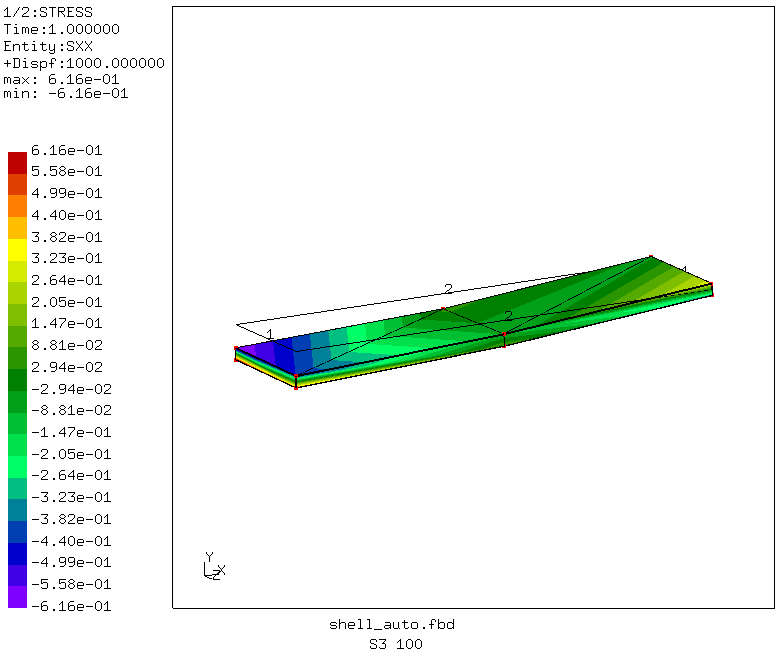 1/2:STRESS
Time:1.000000
Entity:SXX
+Dispf:1000.000000
max: 6.16e-01
min: -6.16e-01
6.16e-01
5.58e-01
4.99e-01
4.40e-01
3.82e-01
3.23e-01
2.64e-01
2.05e-01
1.47e-01
8.81e-02
2.94e-02
-2.94e-02
-8.81e-02
-1.47e-01
-2.05e-01
-2.64e-01
-3.23e-01
-3.82e-01
-4.40e-01
-4.99e-01
-5.58e-01
-6.16e-01
1
2
2
1
Y
Z
X
shell_auto.fbd
S3 100